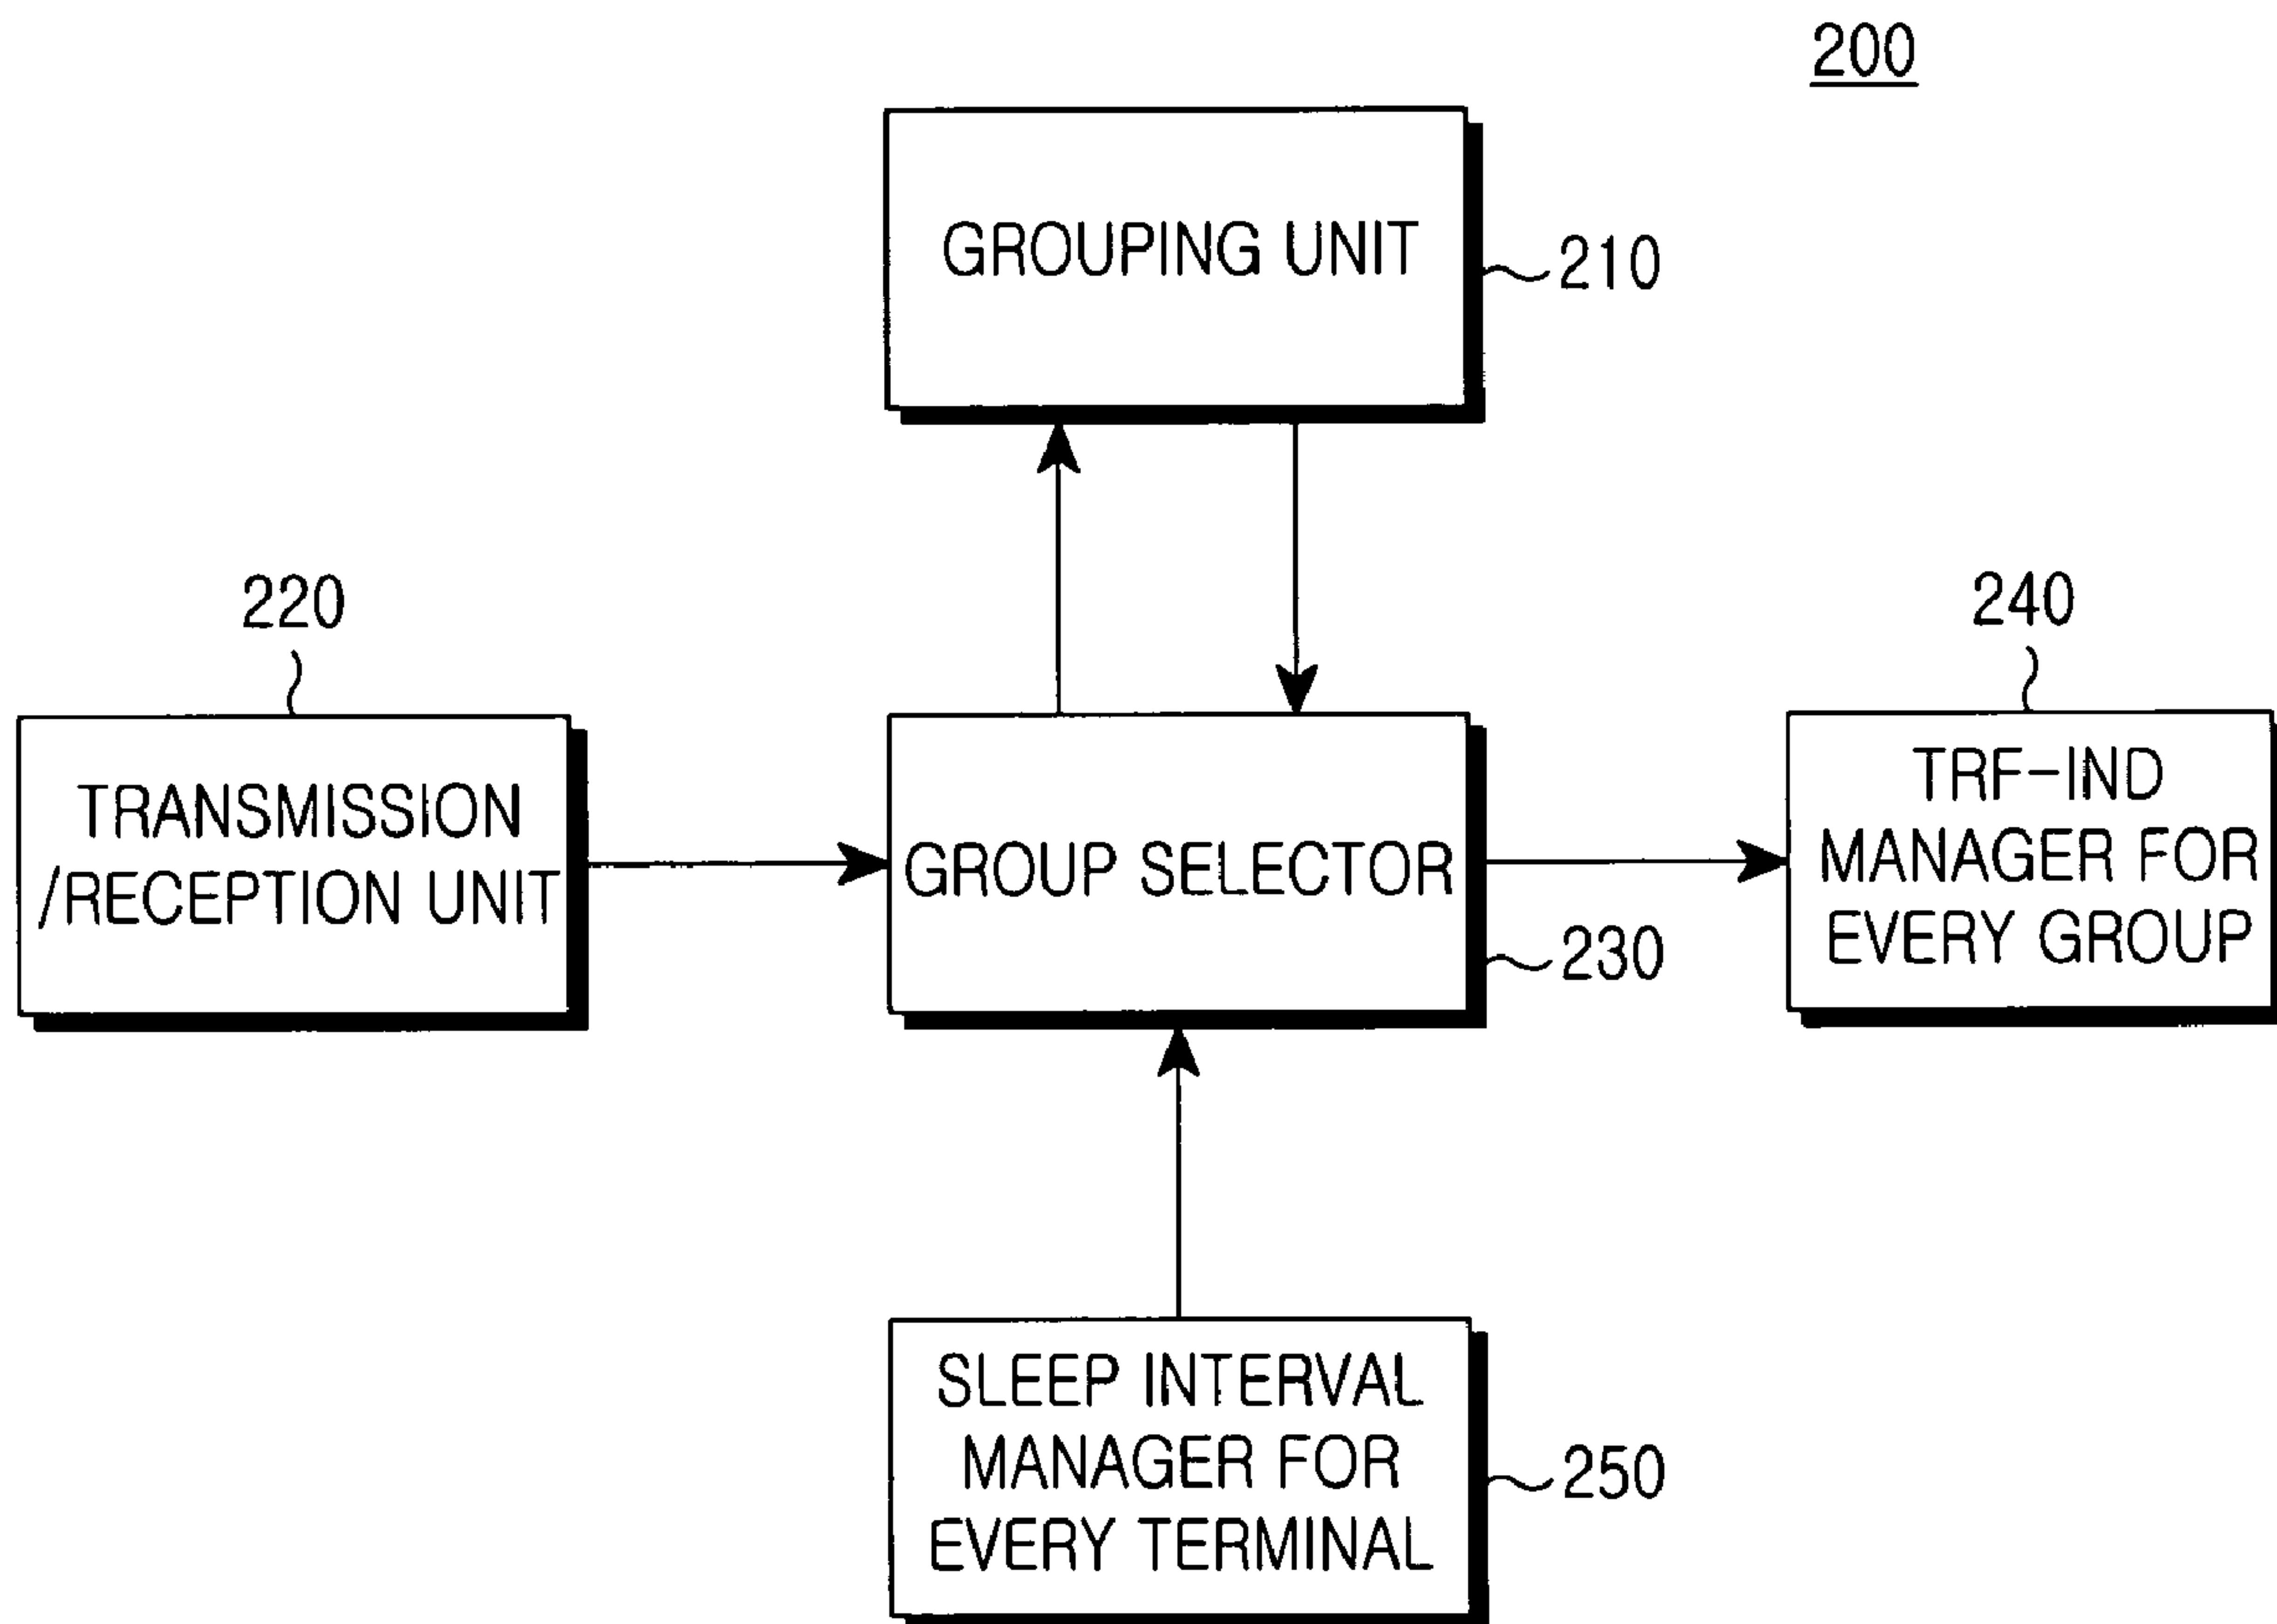 200
GROUPING UNIT
210
220
240
TRANSMISSION
/RECEPTION UNIT
GROUP SELECTOR
230
TRF-IND
MANAGER FOR
EVERY GROUP
SLEEP INTERVAL
MANAGER FOR
EVERY TERMINAL
250